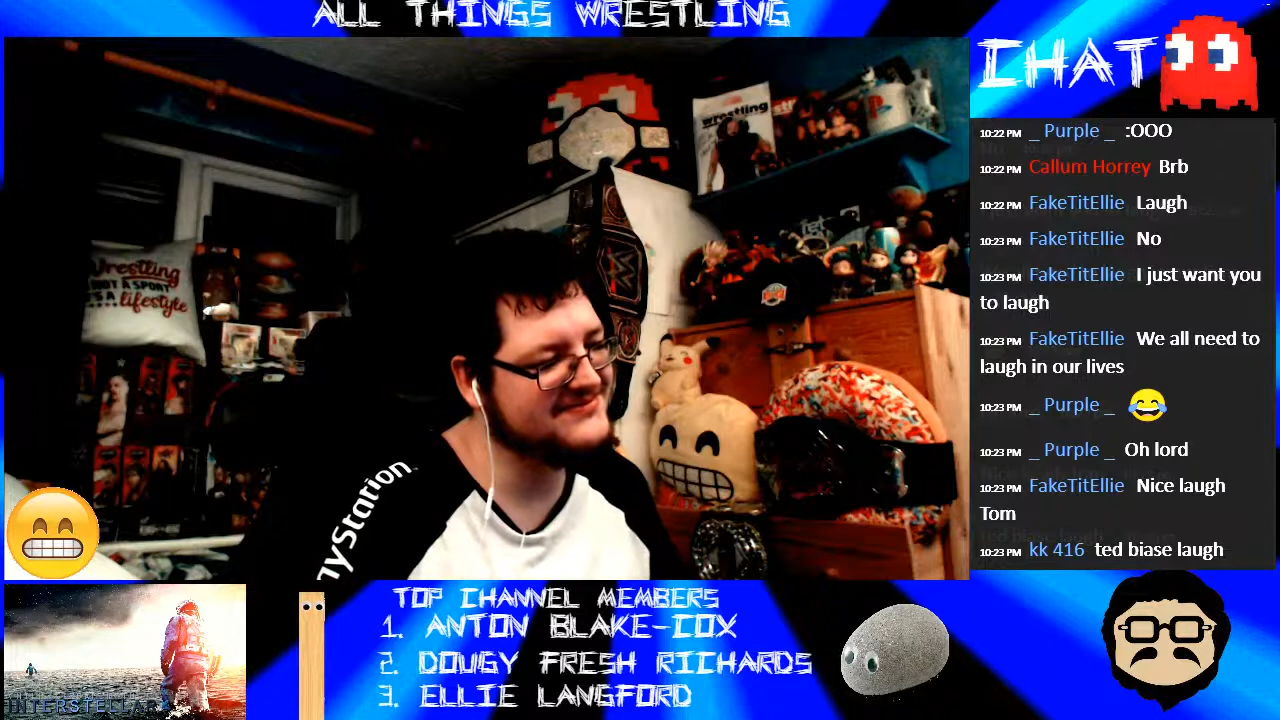 ALL THINGS WRESTLING
CHAT
wrestling
Wrestling
NOT A SPORT
IT'S A lifestyle
W
nyStation
10:22 PM _ Purple _ :OOO
10:22 PM Callum Horrey Brb
10:22 PM FakeTitEllie Laugh
10:23 PM FakeTitEllie No
10:23 PM FakeTitEllie I just want you
to laugh
10:23 PM FakeTitEllie We all need to
laugh in our lives
10:23 PM _ Purple _ 😂
10:23 PM _ Purple _ Oh lord
10:23 PM FakeTitEllie Nice laugh
Tom
10:23 PM kk 416 ted biase laugh
INTERSTELLAR
TOP CHANNEL MEMBERS
1. ANTON BLAKE-COX
2. DOUGY FRESH RICHARDS
3. ELLIE LANGFORD